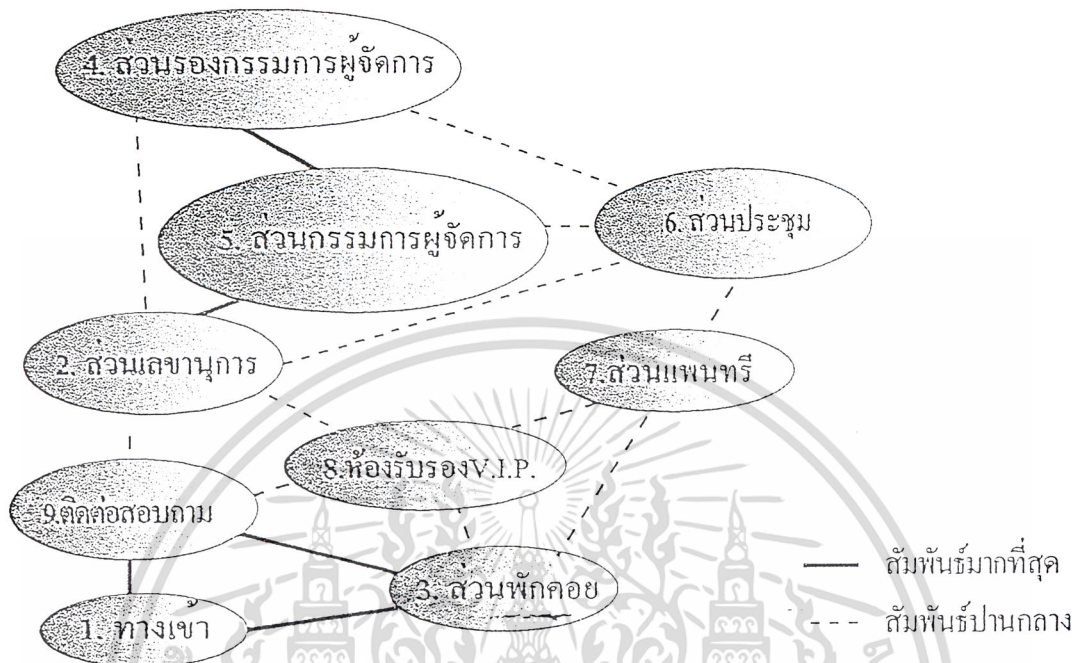 4. ส่วนรองกรรมการผู้จัดการ
5. ส่วนกรรมการผู้จัดการ
6. ส่วนประชุม
2. ส่วนเลขานุการ
7.ส่วนแพนทรี
8.ห้องรับรองV.I.P.
9.ติดต่อสอบถาม
3. ส่วนพักคอย
1. ทางเข้า
สัมพันธ์มากที่สุด
สัมพันธ์ปานกลาง